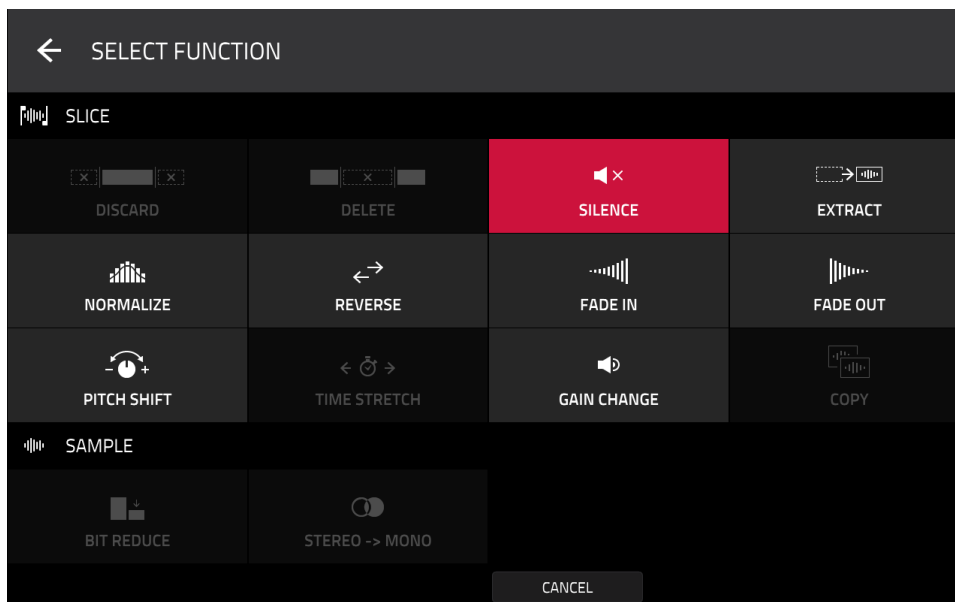 SELECT FUNCTION
SLICE
DISCARD
DELETE
SILENCE
EXTRACT
NORMALIZE
REVERSE
FADE IN
FADE OUT
PITCH SHIFT
TIME STRETCH
GAIN CHANGE
COPY
SAMPLE
BIT REDUCE
STEREO -> MONO
CANCEL